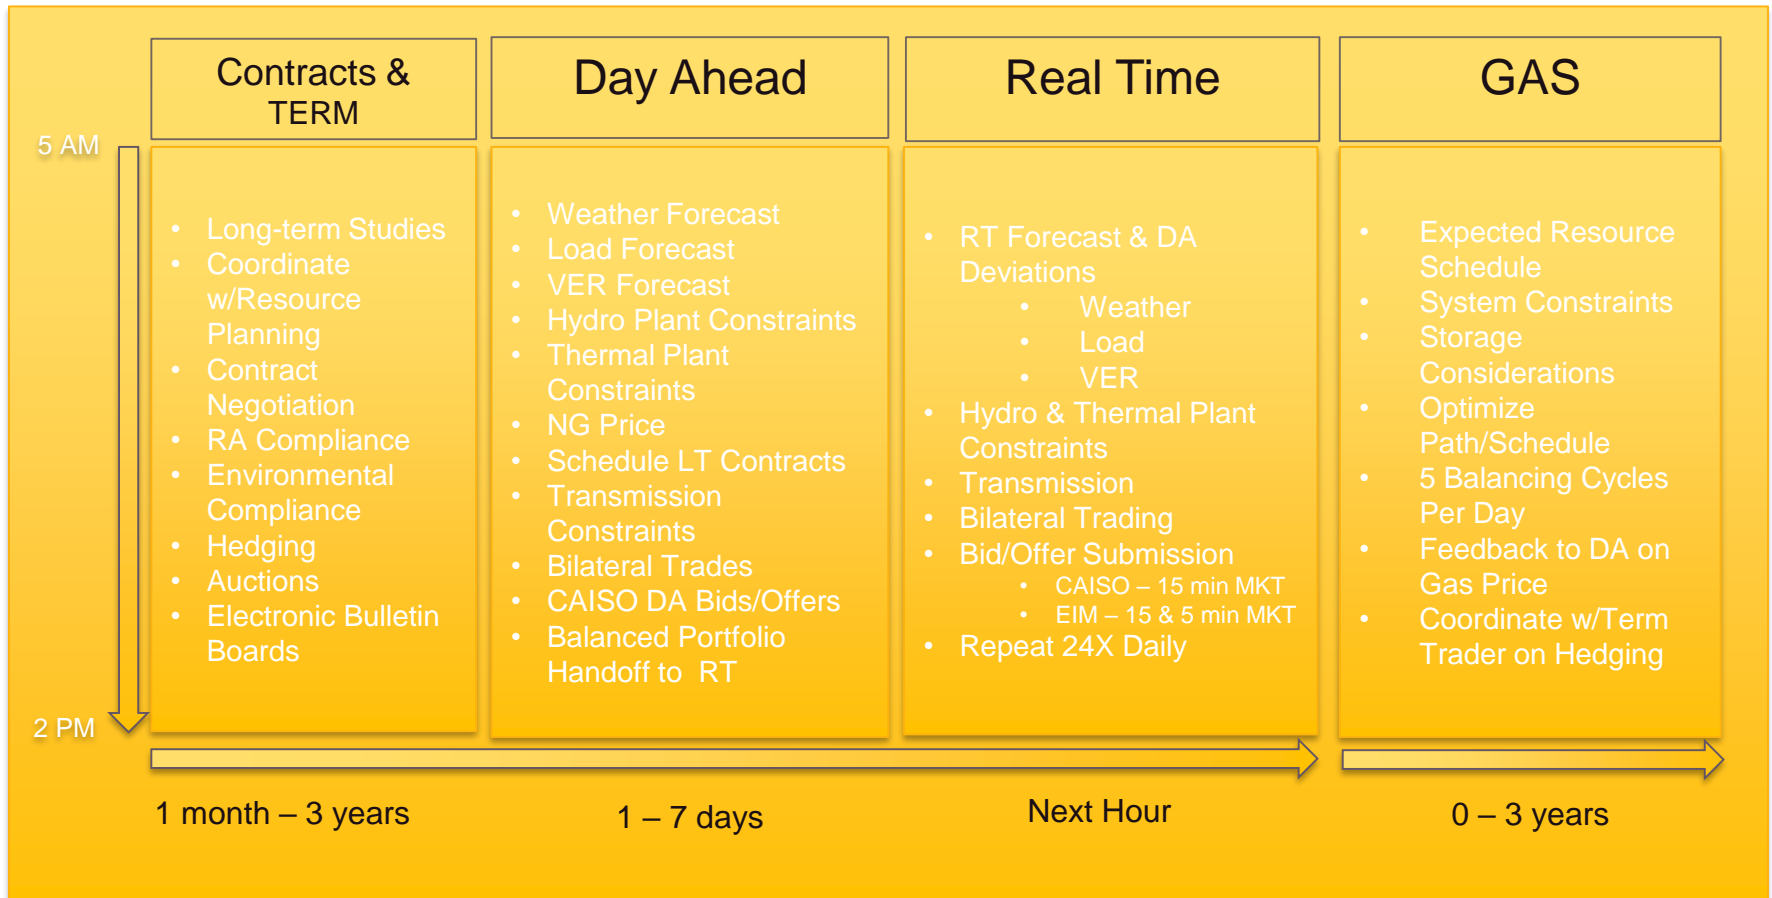 Contracts &
TERM
Day Ahead
Real Time
GAS
5 AM
2 PM
• Long-term Studies
• Coordinate
w/Resource
Planning
• Contract
Negotiation
• RA Compliance
• Environmental
Compliance
• Hedging
• Auctions
• Electronic Bulletin
Boards
• Weather Forecast
• Load Forecast
• VER Forecast
• Hydro Plant Constraints
• Thermal Plant
Constraints
• NG Price
• Schedule LT Contracts
• Transmission
Constraints
• Bilateral Trades
• CAISO DA Bids/Offers
• Balanced Portfolio
Handoff to RT
• RT Forecast & DA
Deviations
• Weather
• Load
• VER
• Hydro & Thermal Plant
Constraints
• Transmission
• Bilateral Trading
• Bid/Offer Submission
• CAISO – 15 min MKT
• EIM – 15 & 5 min MKT
• Repeat 24X Daily
• Expected Resource
Schedule
• System Constraints
• Storage
Considerations
• Optimize
Path/Schedule
• 5 Balancing Cycles
Per Day
• Feedback to DA on
Gas Price
• Coordinate w/Term
Trader on Hedging
1 month – 3 years
1 – 7 days
Next Hour
0 – 3 years